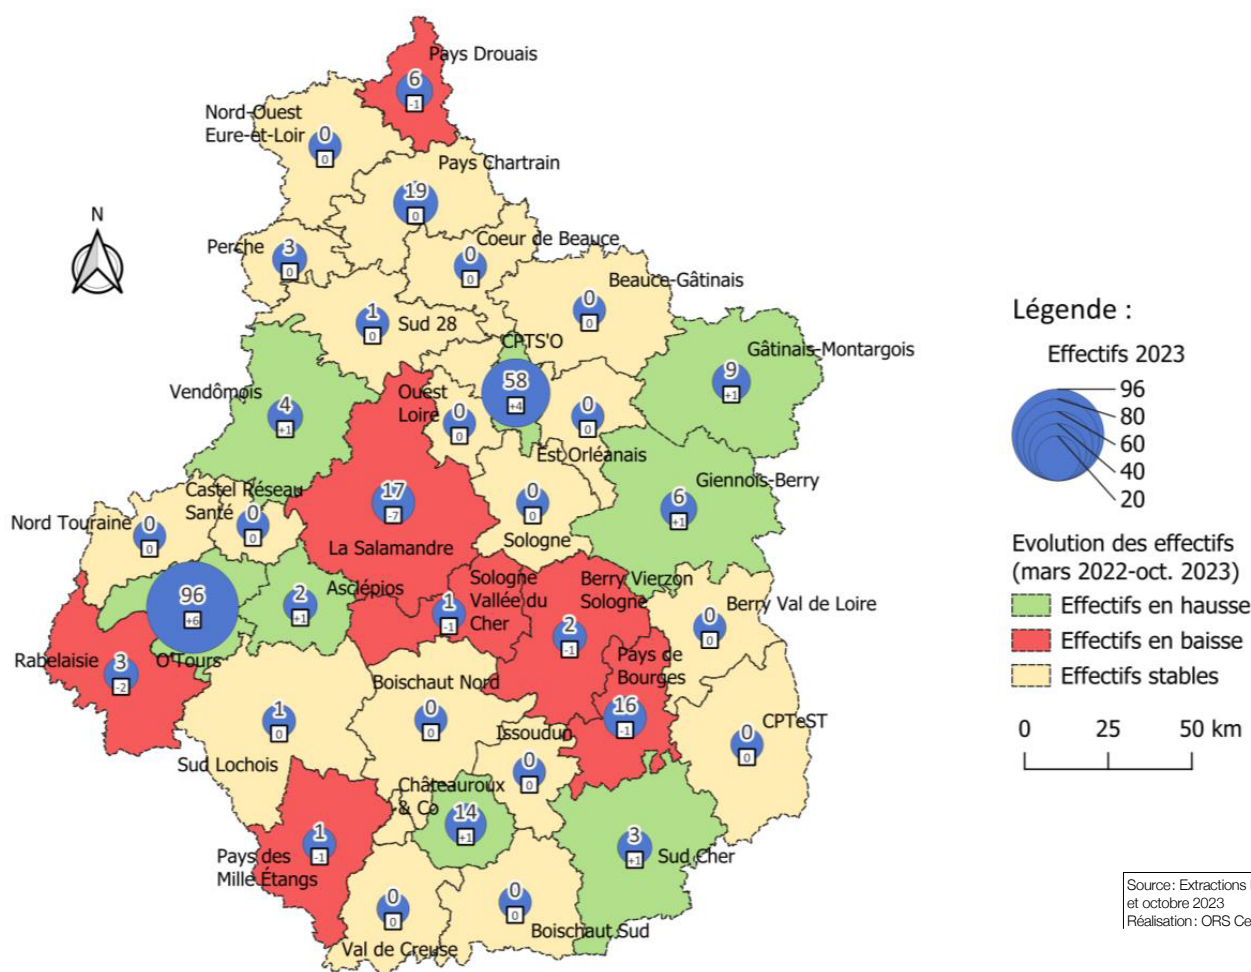 Pays Drouais
6
-1
Nord-Ouest
Eure-et-Loir
0
0
Pays Chartrain
19
0
N
Perche
3
0
Coeur de Beauce
0
0
Beauce-Gâtinais
0
0
1
0
Sud 28
CPTS'O
58
+4
Gâtinais-Montargois
9
+1
Vendômois
4
+1
Ouest
Loire
0
0
0
0
Est Orléanais
Giennois-Berry
6
+1
Castel Réseau
Santé
0
0
Nord Touraine
0
0
17
-7
La Salamandre
0
0
Sologne
96
+6
O'Tours
2
+1
Asclépios
Sologne
Vallée du
Cher
1
-1
Berry Vierzon
Sologne
2
-1
Berry Val de Loire
0
0
Rabelaisie
3
-2
Pays de
Bourges
16
-1
Boischaut Nord
0
0
1
0
Sud Lochois
Issoudun
0
0
CPTeST
0
0
Châteauroux
& Co
14
+1
Pays des
Mille Étangs
1
-1
3
+1
Sud Cher
0
0
Val de Creuse
0
0
Boischaut Sud
Légende :
Effectifs 2023
96
80
60
40
20
Evolution des effectifs
(mars 2022-oct. 2023)
Effectifs en hausse
Effectifs en baisse
Effectifs stables
0 25 50 km
Source: Extractions
et octobre 2023
Réalisation: ORS Ce